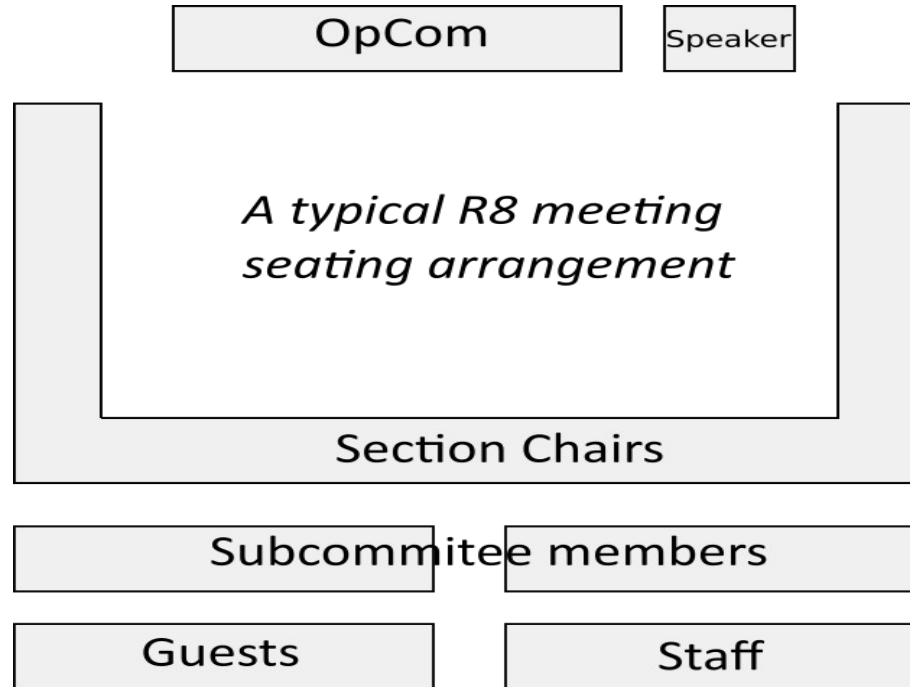 OpCom
Speaker
A typical R8 meeting
seating arrangement
Section Chairs
Subcommitee members
Guests
Staff